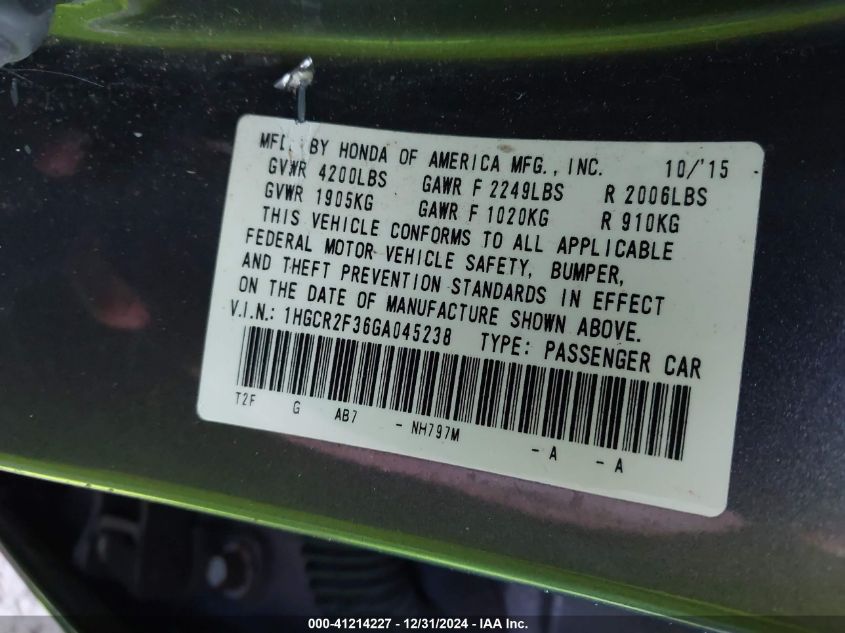 MFD. BY HONDA OF AMERICA MFG., INC. 10/'15
GVWR 4200LBS GAWR F 2249LBS R 2006LBS
GVWR 1905KG GAWR F 1020KG R 910KG
THIS VEHICLE CONFORMS TO ALL APPLICABLE
FEDERAL MOTOR VEHICLE SAFETY, BUMPER,
AND THEFT PREVENTION STANDARDS IN EFFECT
ON THE DATE OF MANUFACTURE SHOWN ABOVE.
V.I.N.: 1HGCR2F36GA045238 TYPE: PASSENGER CAR
T2F G AB7 - NH797M - A - A
000-41214227 - 12/31/2024 - IAA Inc.